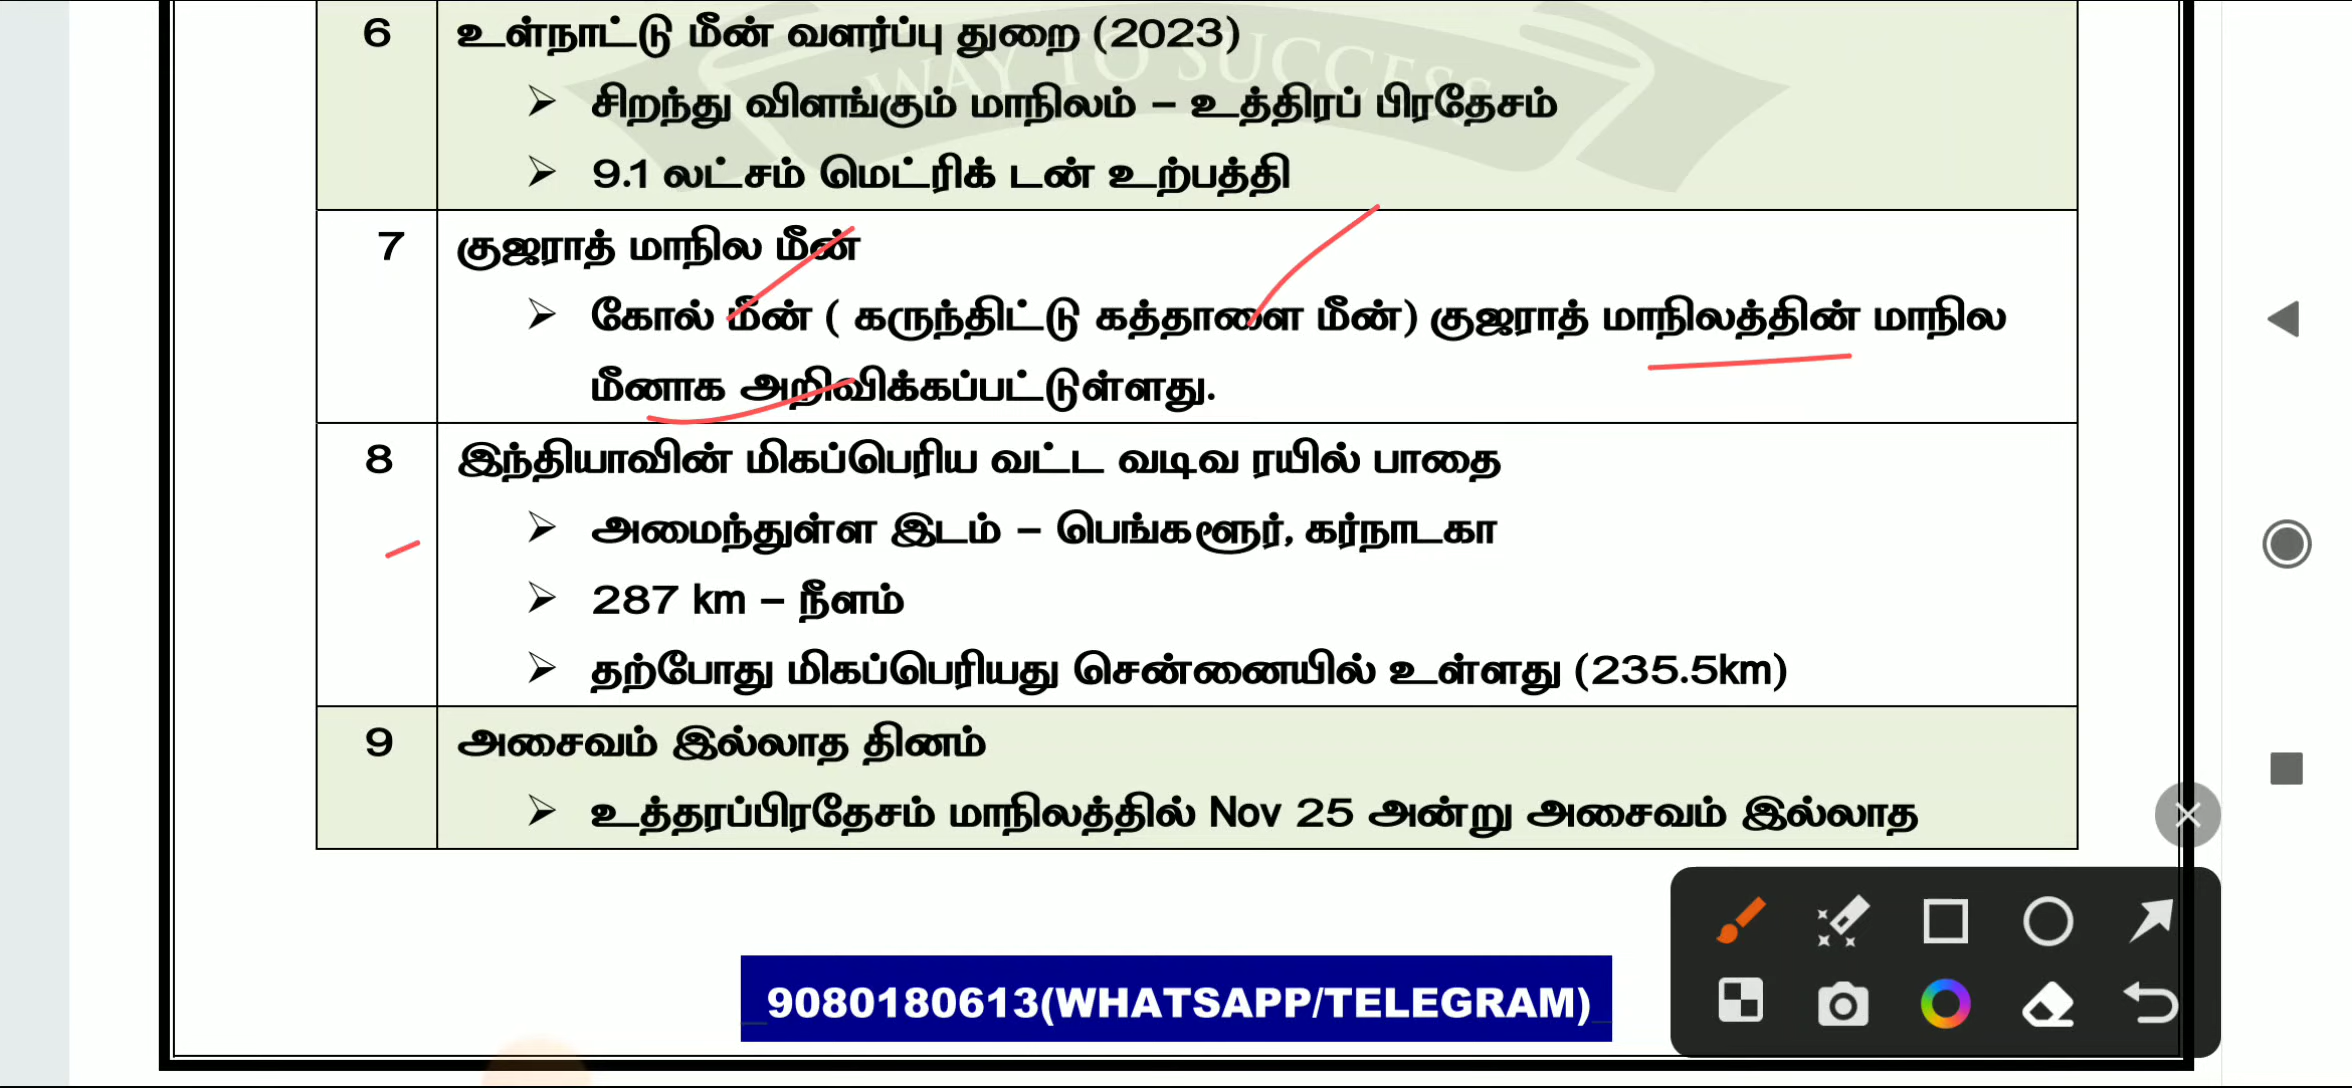 6 உள்நாட்டு மீன் வளர்ப்பு துறை (2023)
WAY TO SUCCESS
➢ சிறந்து விளங்கும் மாநிலம் – உத்திரப் பிரதேசம்
➢ 9.1 லட்சம் மெட்ரிக் டன் உற்பத்தி
7 குஜராத் மாநில மீன்
➢ கோல் மீன் ( கருந்திட்டு கத்தாளை மீன்) குஜராத் மாநிலத்தின் மாநில
மீனாக அறிவிக்கப்பட்டுள்ளது.
8 இந்தியாவின் மிகப்பெரிய வட்ட வடிவ ரயில் பாதை
➢ அமைந்துள்ள இடம் – பெங்களூர், கர்நாடகா
➢ 287 km – நீளம்
➢ தற்போது மிகப்பெரியது சென்னையில் உள்ளது (235.5km)
9 அசைவம் இல்லாத தினம்
➢ உத்தரப்பிரதேசம் மாநிலத்தில் Nov 25 அன்று அசைவம் இல்லாத
9080180613(WHATSAPP/TELEGRAM)